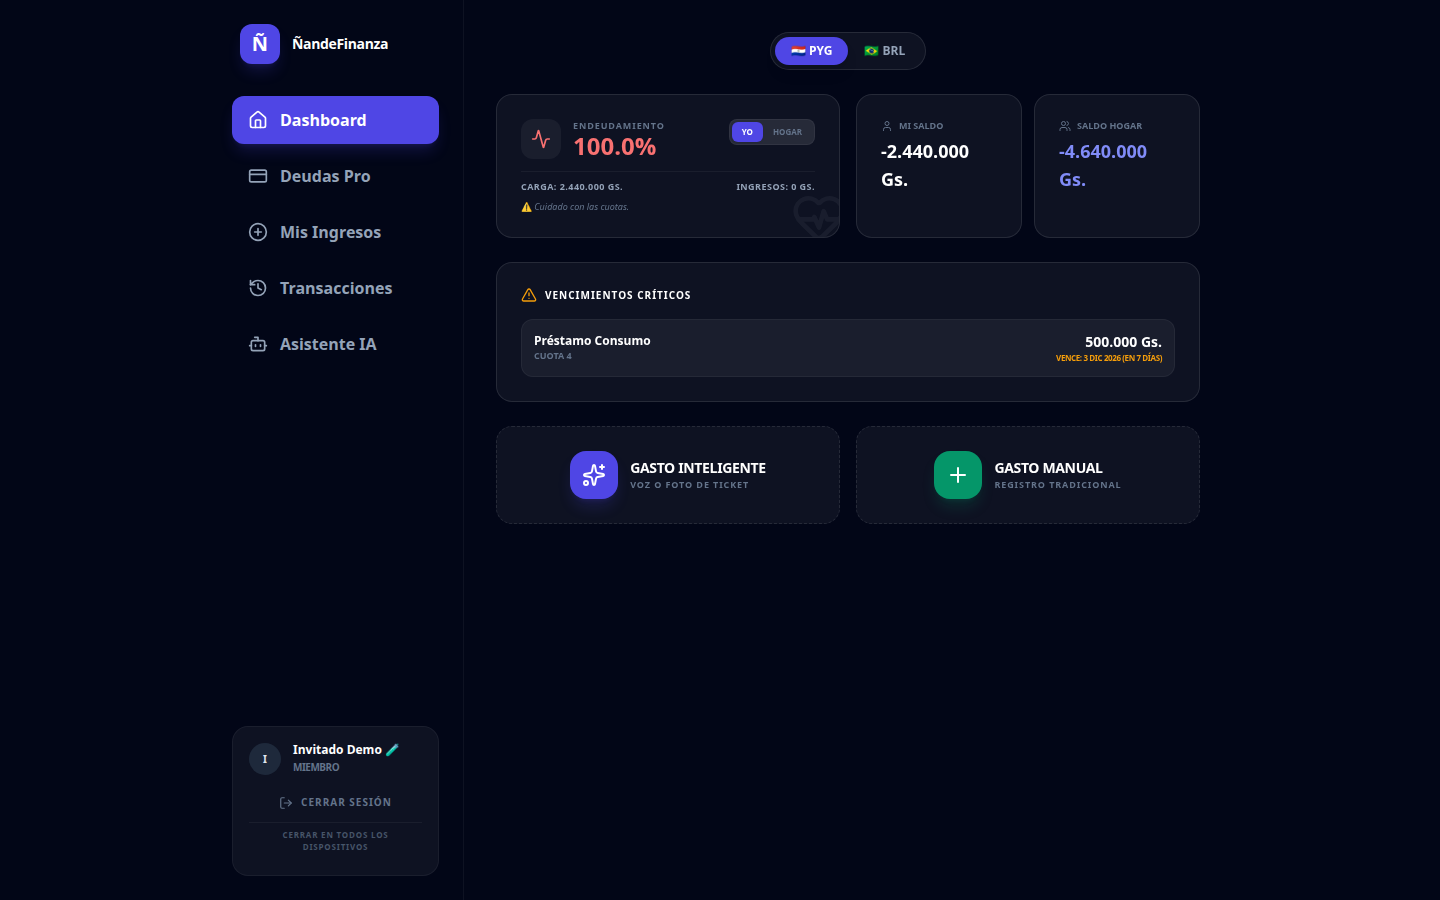 Ñ
ÑandeFinanza
Dashboard
Deudas Pro
Mis Ingresos
Transacciones
Asistente IA
Invitado Demo 🧪
I
MIEMBRO
CERRAR SESIÓN
CERRAR EN TODOS LOS
DISPOSITIVOS
🇵🇾 PYG
🇧🇷 BRL
ENDEUDAMIENTO
100.0%
YO
HOGAR
CARGA: 2.440.000 GS.
INGRESOS: 0 GS.
⚠️ Cuidado con las cuotas.
MI SALDO
-2.440.000
Gs.
SALDO HOGAR
-4.640.000
Gs.
VENCIMIENTOS CRÍTICOS
Préstamo Consumo
CUOTA 4
500.000 Gs.
VENCE: 3 DIC 2026 (EN 7 DÍAS)
GASTO INTELIGENTE
VOZ O FOTO DE TICKET
GASTO MANUAL
REGISTRO TRADICIONAL